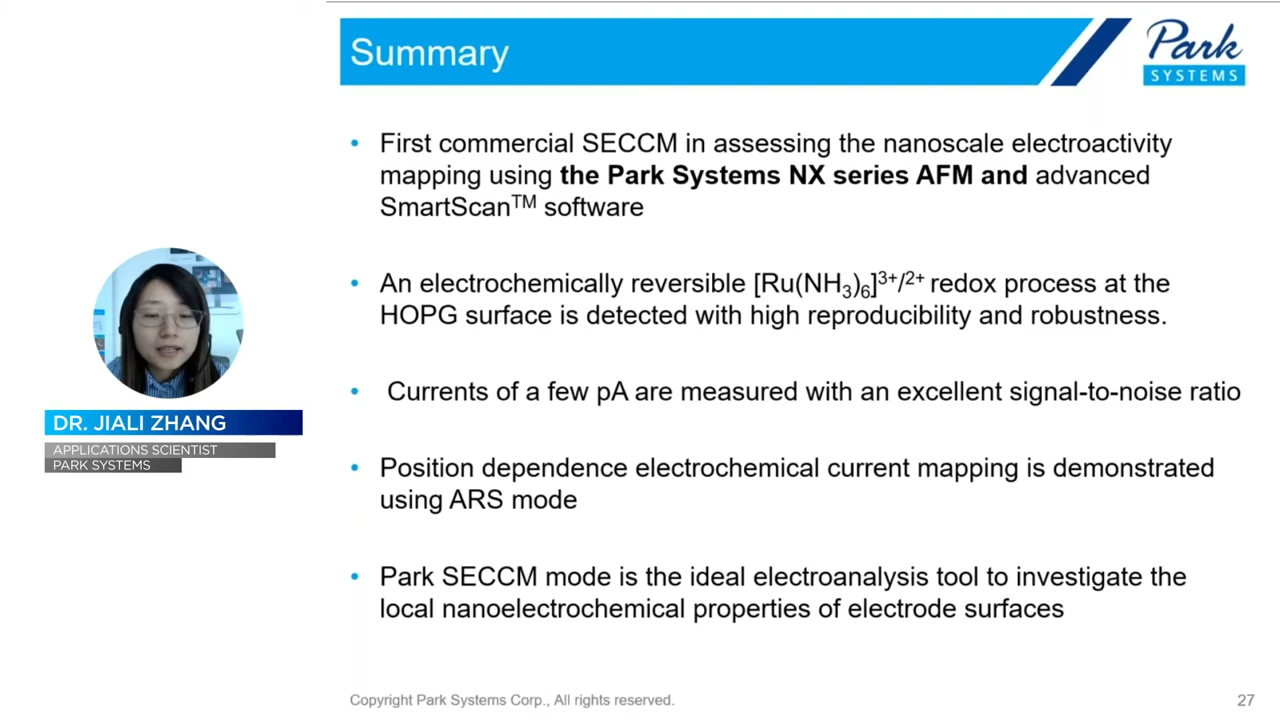 Summary
Park
SYSTEMS
• First commercial SECCM in assessing the nanoscale electroactivity
mapping using the Park Systems NX series AFM and advanced
SmartScanTM software
• An electrochemically reversible [Ru(NH3)6]3+/2+ redox process at the
HOPG surface is detected with high reproducibility and robustness.
• Currents of a few pA are measured with an excellent signal-to-noise ratio
• Position dependence electrochemical current mapping is demonstrated
using ARS mode
• Park SECCM mode is the ideal electroanalysis tool to investigate the
local nanoelectrochemical properties of electrode surfaces
DR. JIALI ZHANG
APPLICATIONS SCIENTIST
PARK SYSTEMS
Copyright Park Systems Corp., All rights reserved.
27